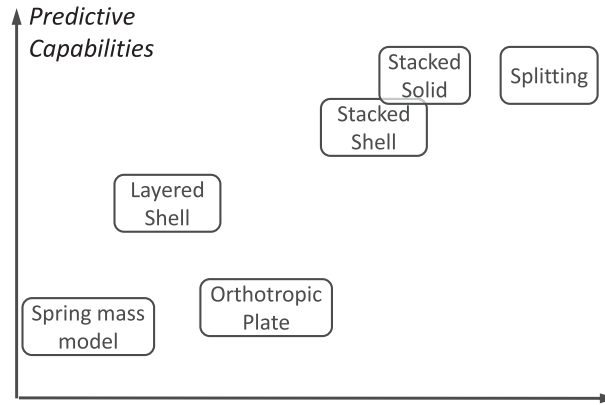 Predictive
Capabilities
Stacked
Solid
Splitting
Stacked
Shell
Layered
Shell
Orthotropic
Plate
Spring mass
model